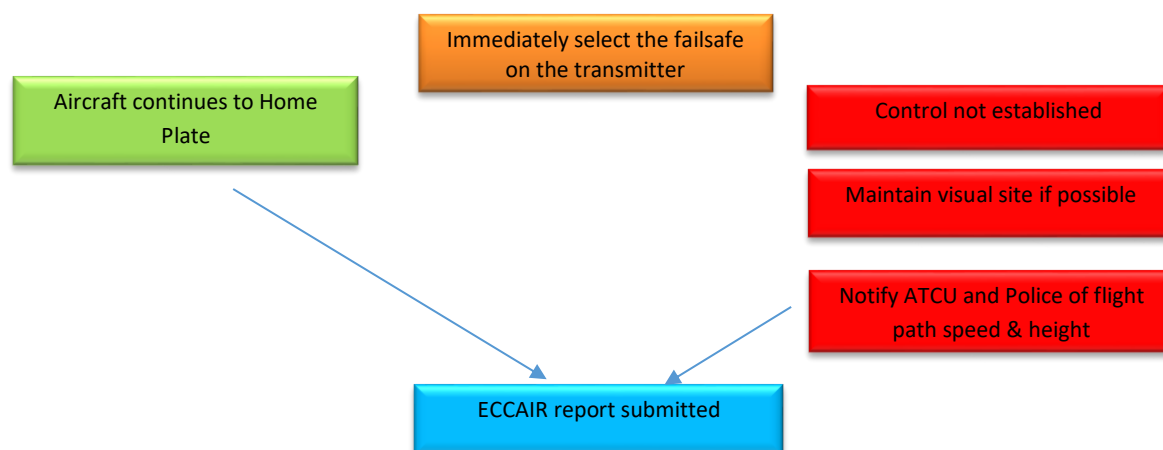 Immediately select the failsafe
on the transmitter
Aircraft continues to Home
Plate
Control not established
Maintain visual site if possible
Notify ATCU and Police of flight
path speed & height
ECCAIR report submitted